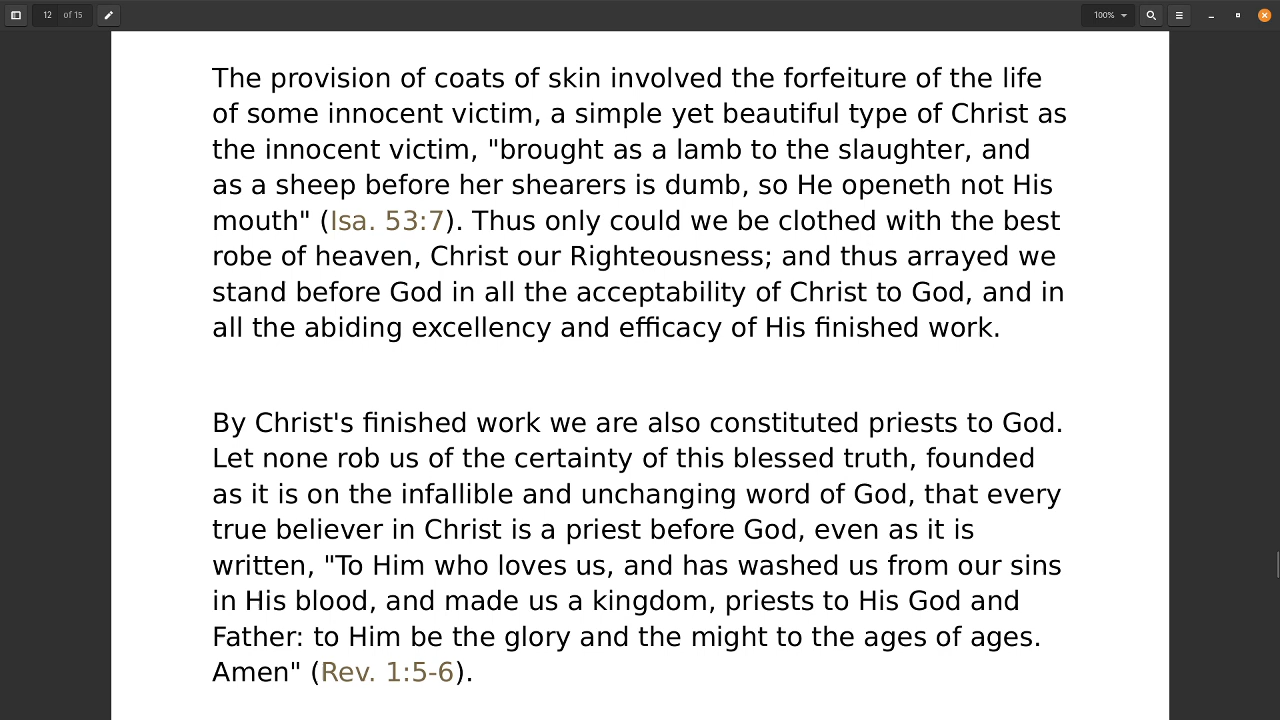 12 of 15
100%
The provision of coats of skin involved the forfeiture of the life
of some innocent victim, a simple yet beautiful type of Christ as
the innocent victim, "brought as a lamb to the slaughter, and
as a sheep before her shearers is dumb, so He openeth not His
mouth" (Isa. 53:7). Thus only could we be clothed with the best
robe of heaven, Christ our Righteousness; and thus arrayed we
stand before God in all the acceptability of Christ to God, and in
all the abiding excellency and efficacy of His finished work.
By Christ's finished work we are also constituted priests to God.
Let none rob us of the certainty of this blessed truth, founded
as it is on the infallible and unchanging word of God, that every
true believer in Christ is a priest before God, even as it is
written, "To Him who loves us, and has washed us from our sins
in His blood, and made us a kingdom, priests to His God and
Father: to Him be the glory and the might to the ages of ages.
Amen" (Rev. 1:5-6).